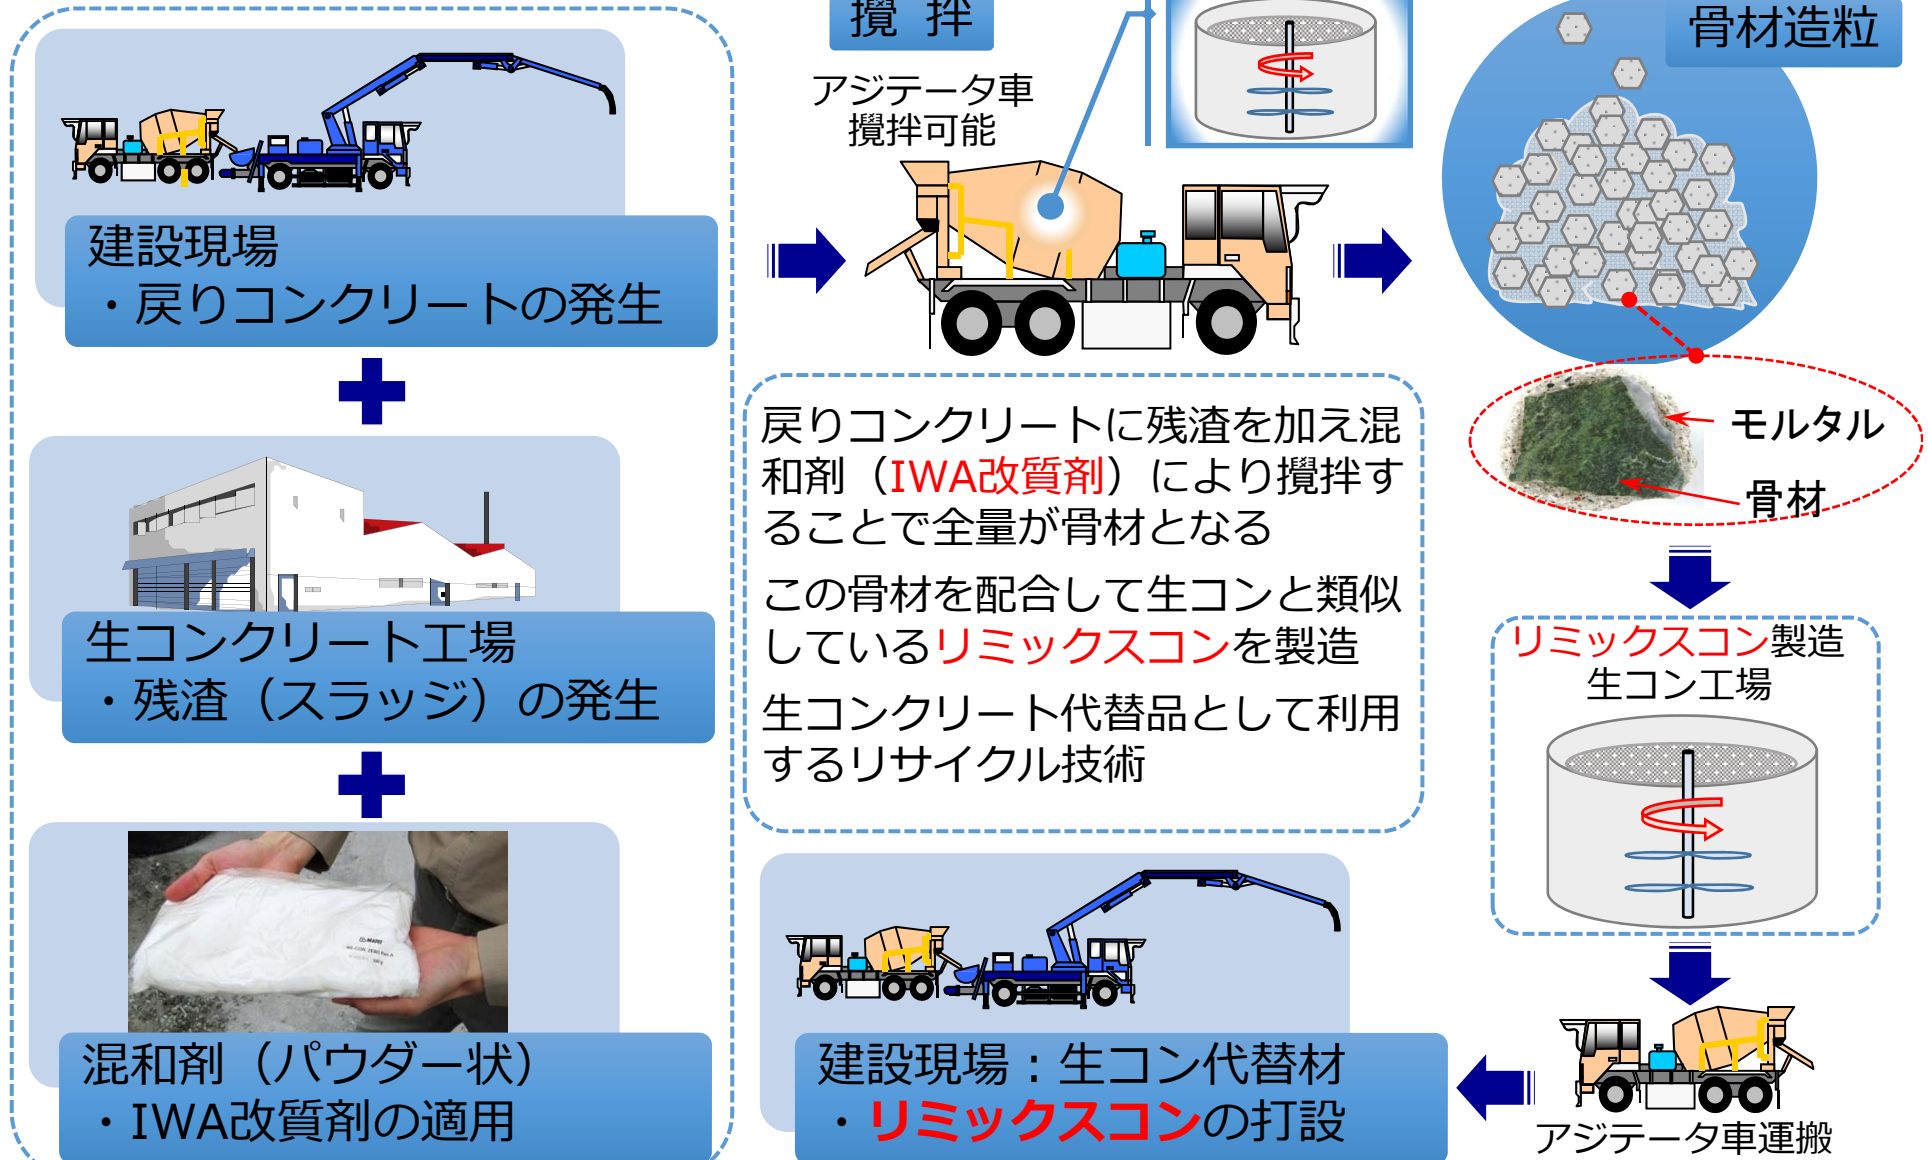 建設現場
・戻りコンクリートの発生
生コンクリート工場
・残渣（スラッジ）の発生
混和剤（パウダー状）
・IWA改質剤の適用
攪 拌
アジテータ車
攪拌可能
戻りコンクリートに残渣を加え混
和剤（IWA改質剤）により攪拌す
ることで全量が骨材となる
この骨材を配合して生コンと類似
しているリミックスコンを製造
生コンクリート代替品として利用
するリサイクル技術
骨材造粒
モルタル
骨材
リミックスコン製造
生コン工場
アジテータ車運搬
建設現場：生コン代替材
・リミックスコンの打設